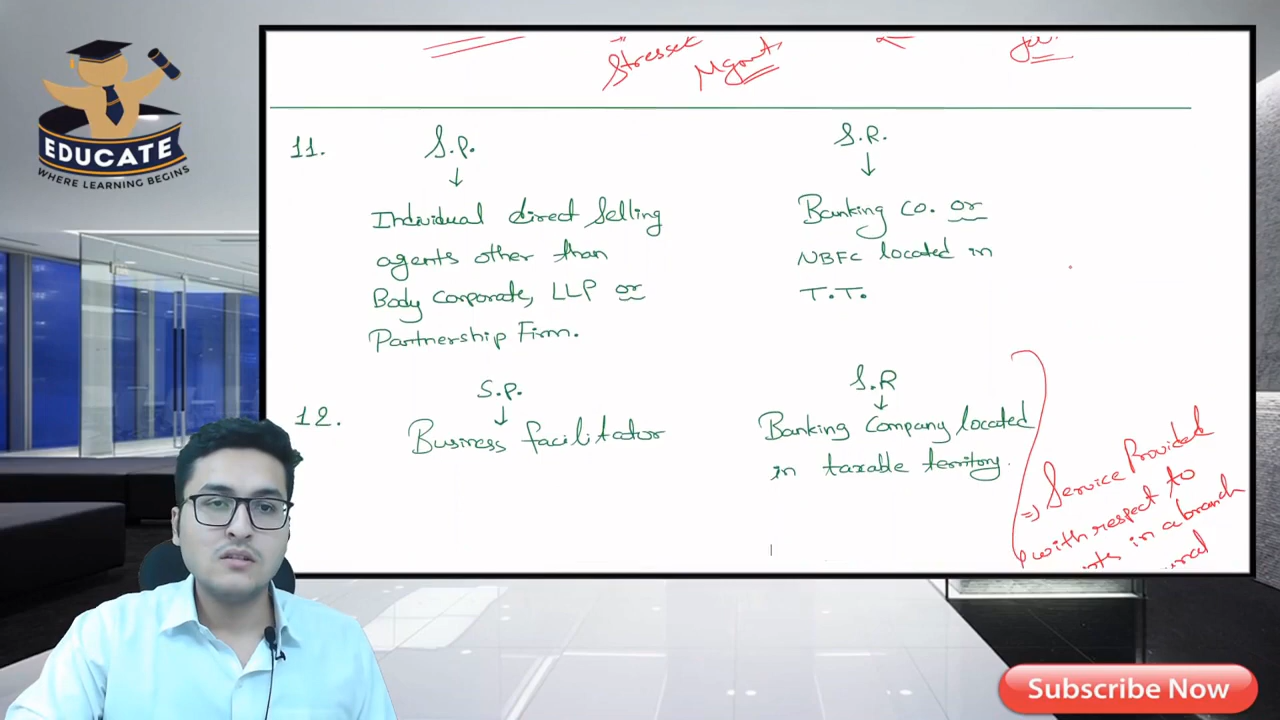 Mgmt.
EDUCATE
WHERE LEARNING BEGINS
11. S.P. S.R.
Individual direct Selling Banking co. or
agents other than NBFC located in
Body Corporate, LLP or T.T.
Partnership Firm.
12. S.P. S.R
Business facilitator Banking Company located
in taxable territory.
=) Service Provided
with respect to
in a branch
Subscribe Now